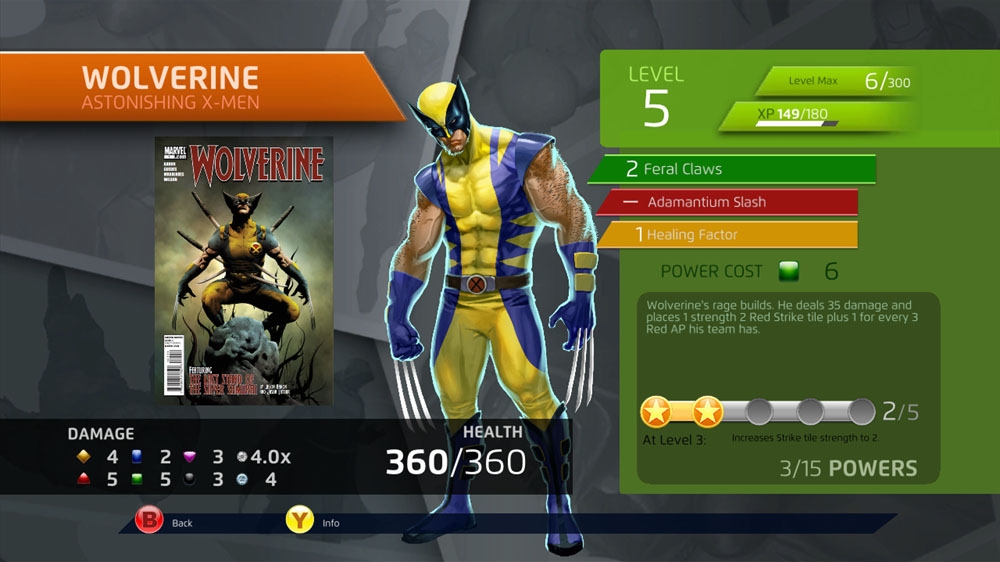 WOLVERINE
ASTONISHING X-MEN
MARVEL
WOLVERINE
FEATURING
LEVEL
5
Level Max 6/300
XP 149/180
2 Feral Claws
— Adamantium Slash
1 Healing Factor
POWER COST 6
Wolverine's rage builds. He deals 35 damage and
places 1 strength 2 Red Strike tile plus 1 for every 3
Red AP his team has.
2/5
At Level 3: Increases Strike tile strength to 2.
3/15 POWERS
DAMAGE
4 2 3 4.0x
5 5 3 4
HEALTH
360/360
B Back
Y Info